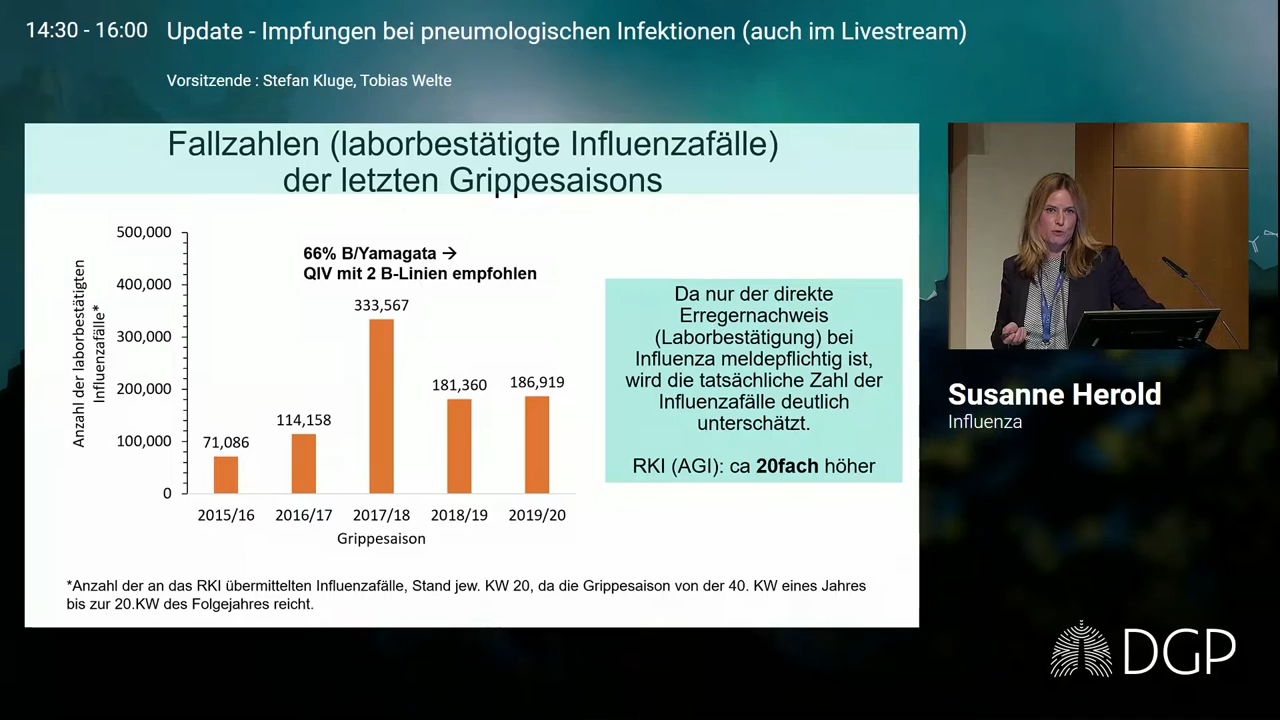 14:30 - 16:00 Update - Impfungen bei pneumologischen Infektionen (auch im Livestream)
Vorsitzende : Stefan Kluge, Tobias Welte
Fallzahlen (laborbestätigte Influenzafälle)
der letzten Grippesaisons
Anzahl der laborbestätigten
Influenzafälle*
500,000
400,000
300,000
200,000
100,000
0
66% B/Yamagata →
QIV mit 2 B-Linien empfohlen
71,086
114,158
333,567
181,360
186,919
2015/16
2016/17
2017/18
2018/19
2019/20
Grippesaison
Da nur der direkte
Erregernachweis
(Laborbestätigung) bei
Influenza meldepflichtig ist,
wird die tatsächliche Zahl der
Influenzafälle deutlich
unterschätzt.
RKI (AGI): ca 20fach höher
*Anzahl der an das RKI übermittelten Influenzafälle, Stand jew. KW 20, da die Grippesaison von der 40. KW eines Jahres
bis zur 20.KW des Folgejahres reicht.
Susanne Herold
Influenza
DGP